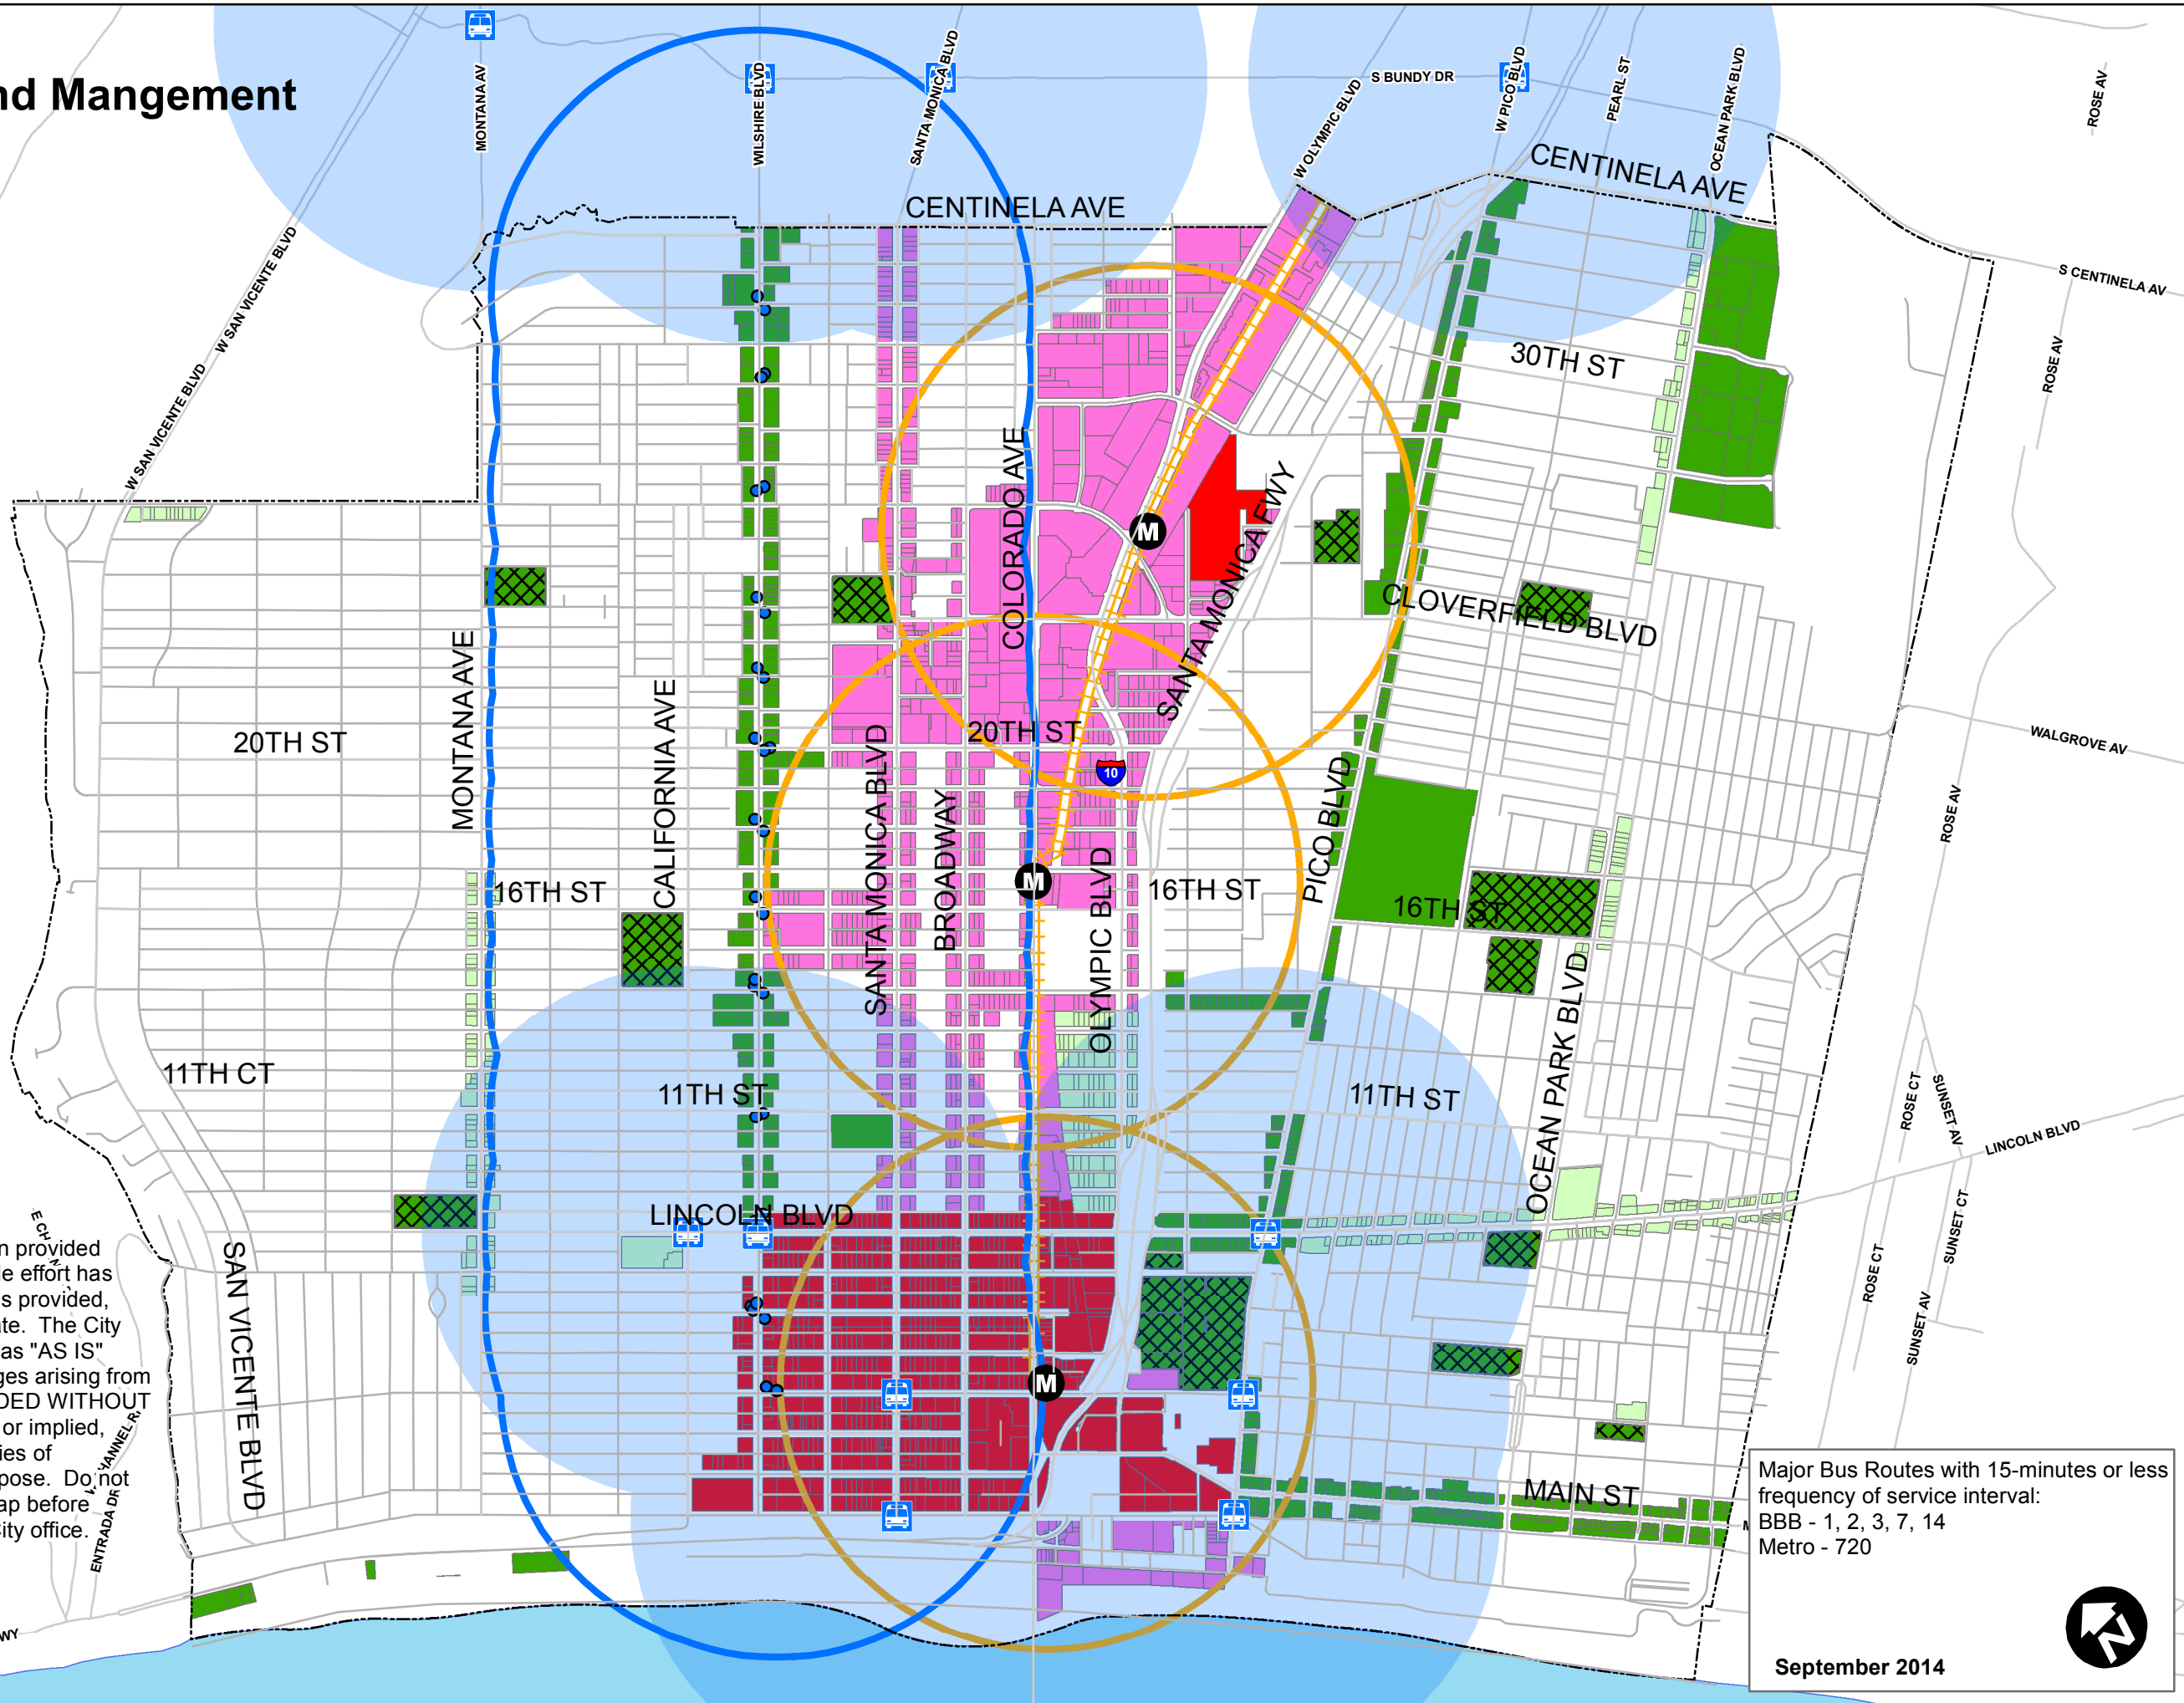 nd Mangement
MONTANA AV
WILSHIRE BLVD
SANTA MONICA BLVD
W OLYMPIC BLVD
S BUNDY DR
W PICO BLVD
PEARL ST
OCEAN PARK BLVD
ROSE AV
CENTINELA AVE
CENTINELA AVE
S CENTINELA AV
W SAN VICENTE BLVD
W SAN VICENTE BLVD
30TH ST
ROSE AV
COLORADO AVE
M
SANTA MONICA FWY
CLOVERFIELD BLVD
MONTANA AVE
CALIFORNIA AVE
20TH ST
20TH ST
SANTA MONICA BLVD
BROADWAY
10
PICO BLVD
WALGROVE AV
ROSE AV
M
16TH ST
OLYMPIC BLVD
16TH ST
16TH ST
OCEAN PARK BLVD
11TH CT
11TH ST
11TH ST
ROSE CT
SUNSET AV
LINCOLN BLVD
LINCOLN BLVD
SUNSET CT
ROSE CT
SUNSET AV
SAN VICENTE BLVD
M
n provided
le effort has
s provided,
ate. The City
as "AS IS"
ges arising from
DED WITHOUT
or implied,
ies of
pose. Do not
ap before
City office.
ENTRADA DR
MAIN ST
WY
Major Bus Routes with 15-minutes or less
frequency of service interval:
BBB - 1, 2, 3, 7, 14
Metro - 720
N
September 2014